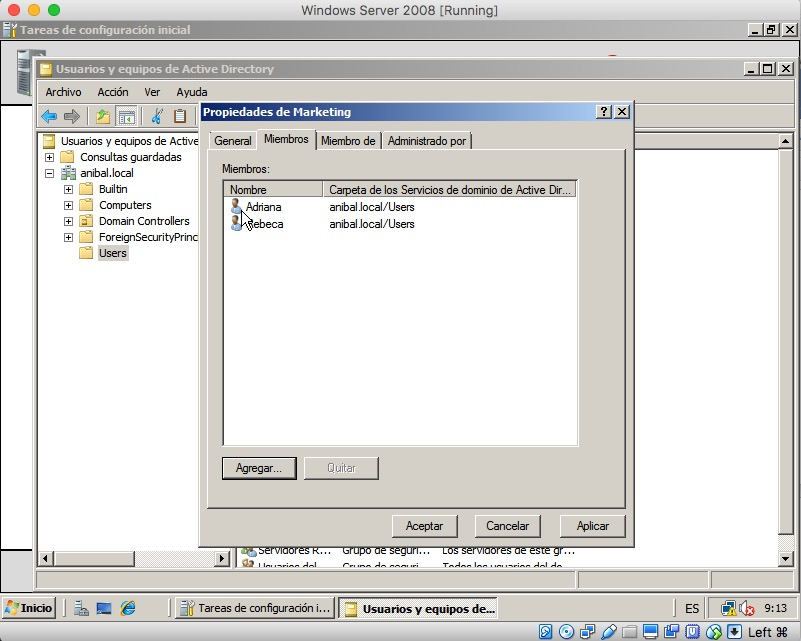 Windows Server 2008 [Running]
Tareas de configuración inicial
Usuarios y equipos de Active Directory
Archivo Acción Ver Ayuda
Propiedades de Marketing
General Miembros Miembro de Administrado por
Miembros:
Nombre Carpeta de los Servicios de dominio de Active Dir...
Adriana anibal.local/Users
Rebeca anibal.local/Users
Usuarios y equipos de Active
Consultas guardadas
anibal.local
Builtin
Computers
Domain Controllers
ForeignSecurityPrinc
Users
Agregar... Quitar
Aceptar Cancelar Aplicar
Servidores R... Grupo de seguri... Los servidores de este gr...
Usuarios del Grupo de seguri... Todos los usuarios del do
Inicio Tareas de configuración i... Usuarios y equipos de... ES 9:13
Left ⌘